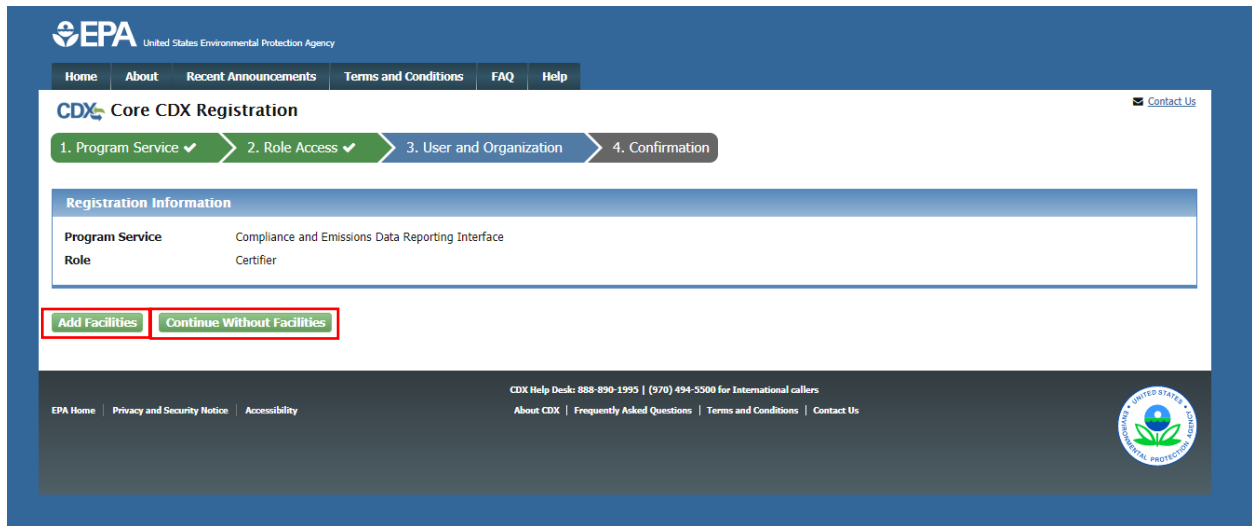 EPA United States Environmental Protection Agency
Home About Recent Announcements Terms and Conditions FAQ Help
CDX Core CDX Registration
Contact Us
1. Program Service 2. Role Access 3. User and Organization 4. Confirmation
Registration Information
Program Service Compliance and Emissions Data Reporting Interface
Role Certifier
Add Facilities Continue Without Facilities
CDX Help Desk: 888-890-1995 | (970) 494-5500 for International callers
EPA Home | Privacy and Security Notice | Accessibility About CDX | Frequently Asked Questions | Terms and Conditions | Contact Us
UNITED STATES ENVIRONMENTAL PROTECTION AGENCY